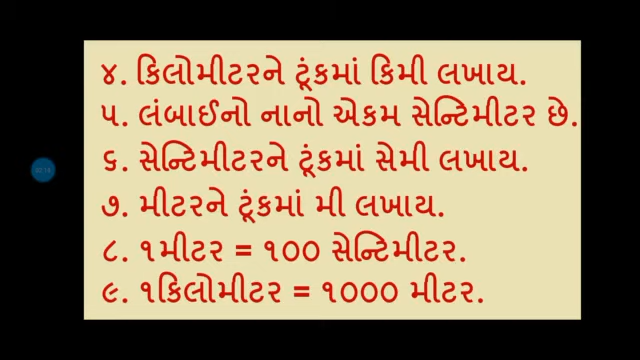 ૪. કિલોમીટરને ટૂંકમાં કિમી લખાય.
૫. લંબાઈનો નાનો એકમ સેન્ટિમીટર છે.
૬. સેન્ટિમીટરને ટૂંકમાં સેમી લખાય.
૭. મીટરને ટૂંકમાં મી લખાય.
૮. ૧મીટર = ૧૦૦ સેન્ટિમીટર.
૯. ૧કિલોમીટર = ૧૦૦૦ મીટર.